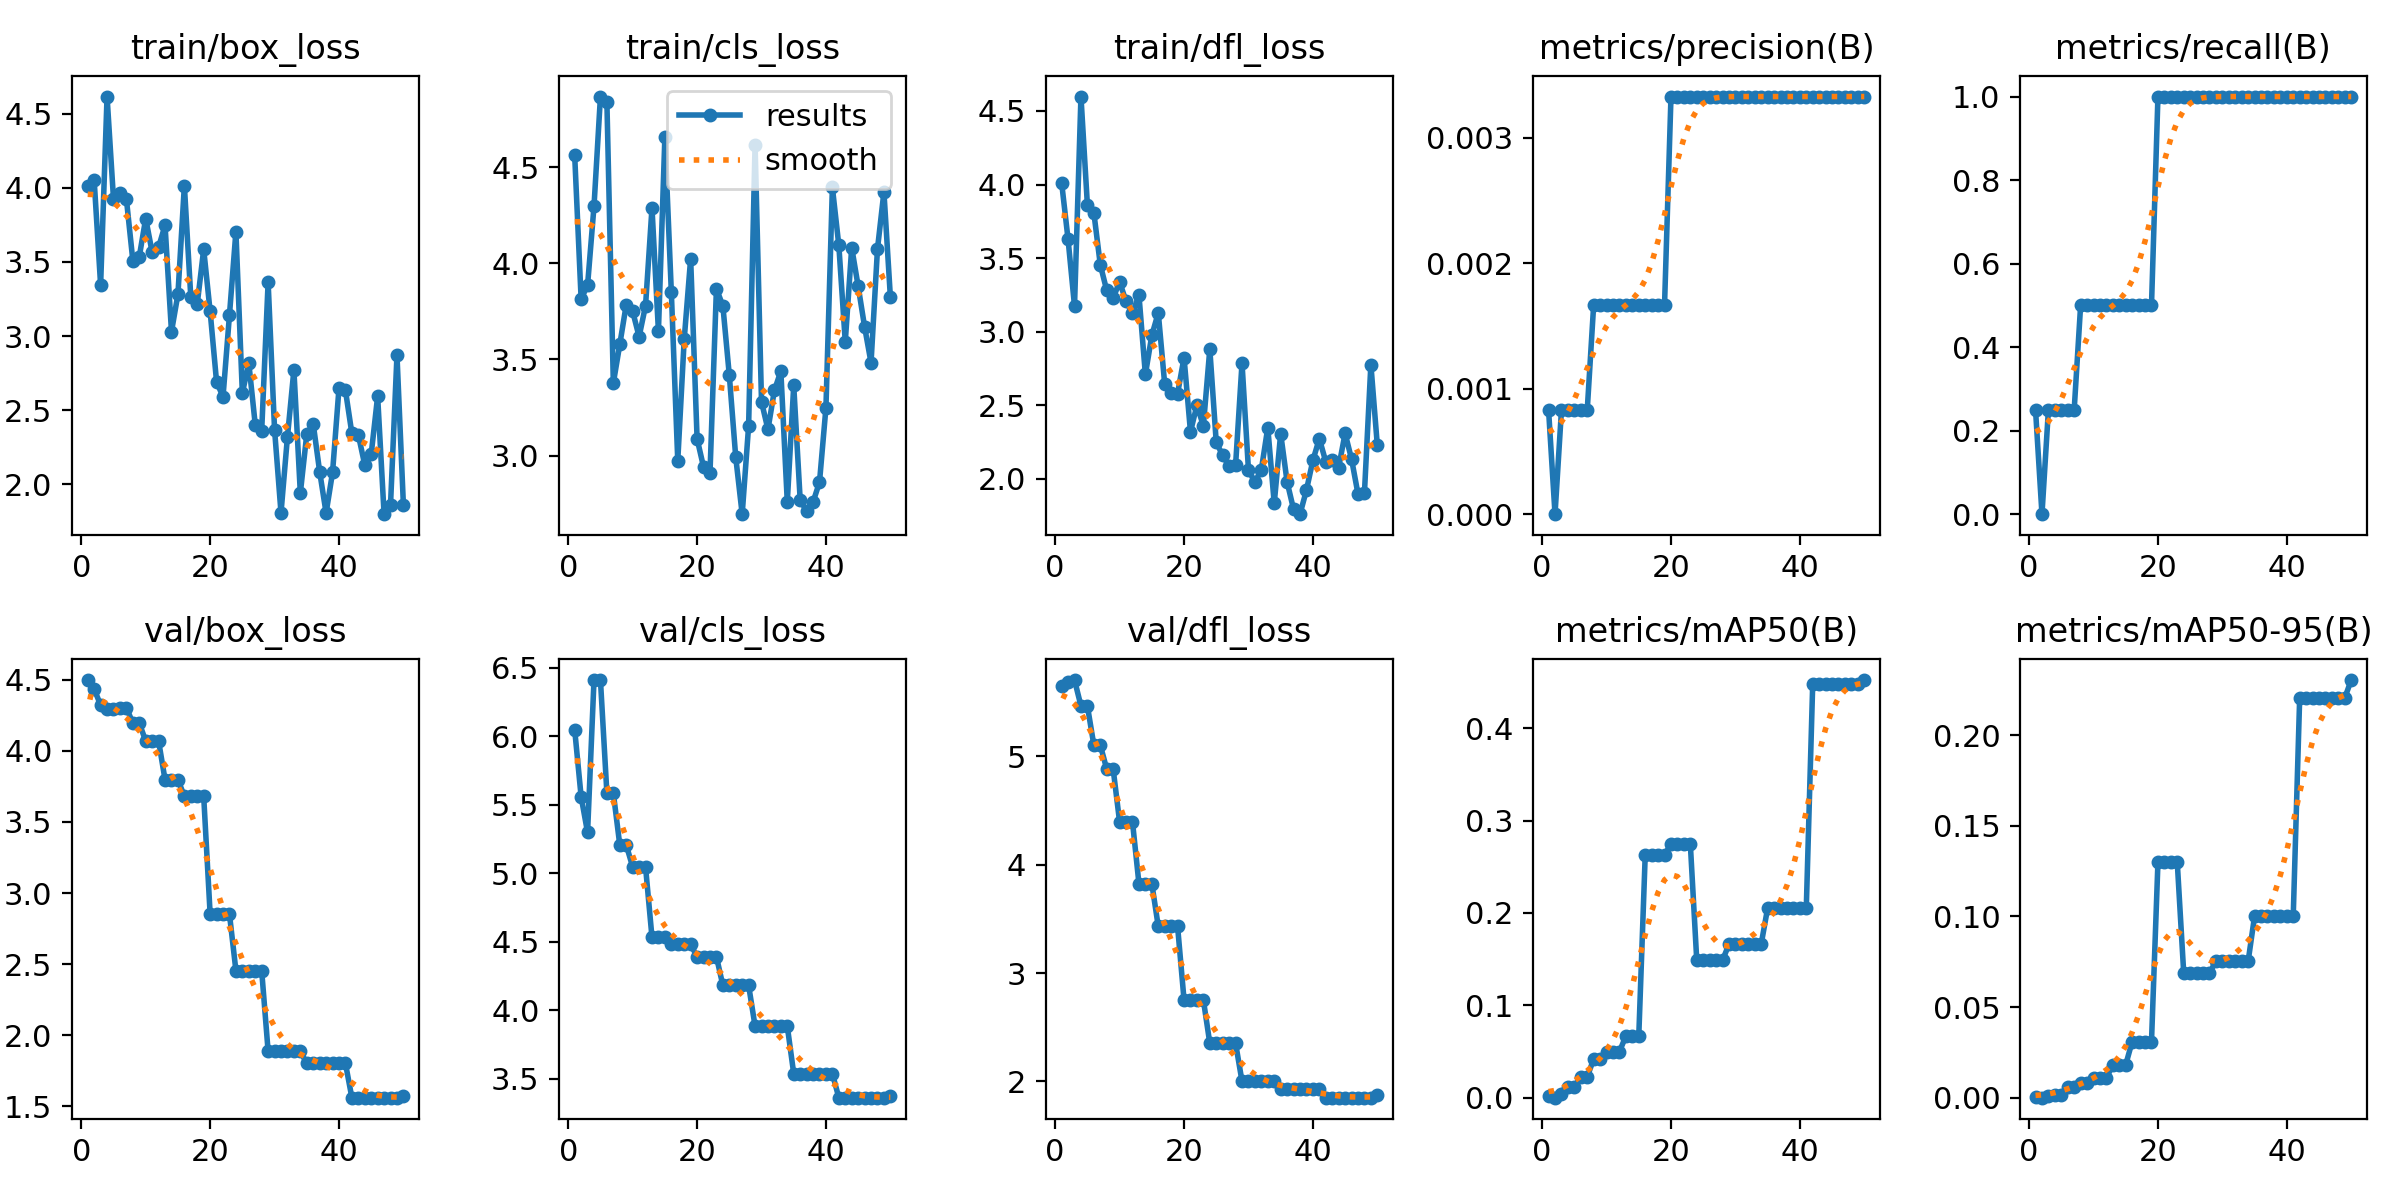 train/box_loss
4.5
4.0
3.5
3.0
2.5
2.0
0 20 40
train/cls_loss
results
smooth
4.5
4.0
3.5
3.0
0 20 40
train/dfl_loss
4.5
4.0
3.5
3.0
2.5
2.0
0 20 40
metrics/precision(B)
0.003
0.002
0.001
0.000
0 20 40
metrics/recall(B)
1.0
0.8
0.6
0.4
0.2
0.0
0 20 40
val/box_loss
4.5
4.0
3.5
3.0
2.5
2.0
1.5
0 20 40
val/cls_loss
6.5
6.0
5.5
5.0
4.5
4.0
3.5
0 20 40
val/dfl_loss
5
4
3
2
0 20 40
metrics/mAP50(B)
0.4
0.3
0.2
0.1
0.0
0 20 40
metrics/mAP50-95(B)
0.20
0.15
0.10
0.05
0.00
0 20 40